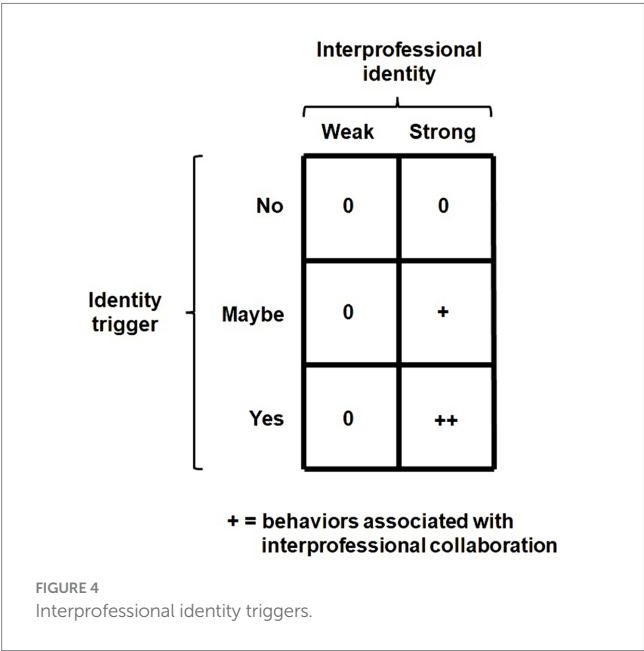 Interprofessional
identity
Weak Strong
No 0 0
Identity
trigger
Maybe 0 +
Yes 0 ++
+ = behaviors associated with
interprofessional collaboration
FIGURE 4
Interprofessional identity triggers.